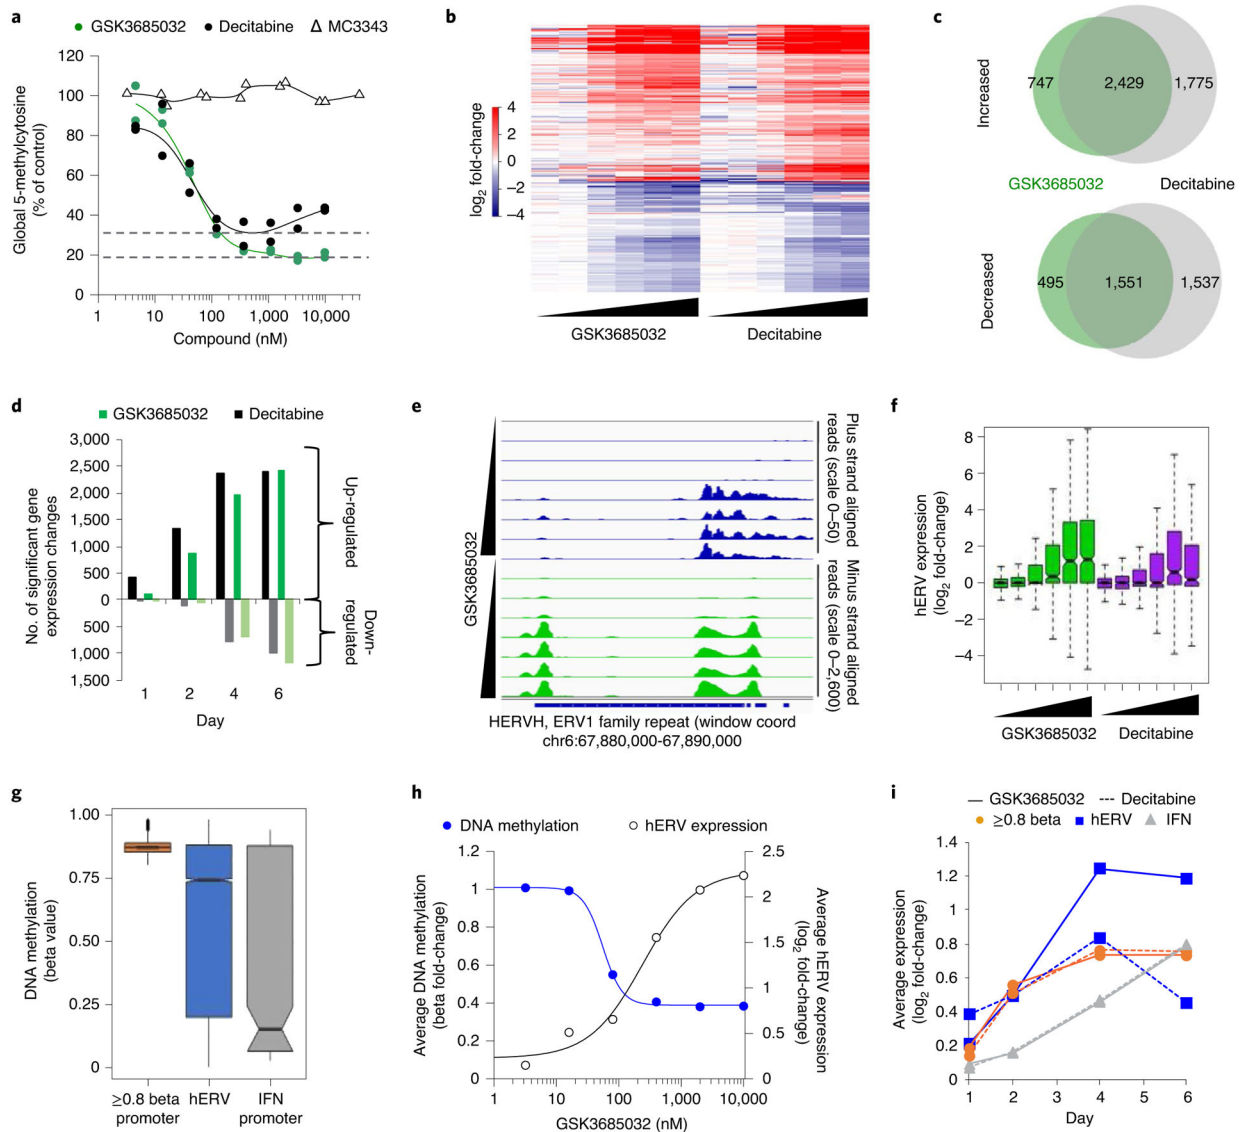 a
GSK3685032 Decitabine MC3343
Global 5-methylcytosine
(% of control)
120
100
80
60
40
20
0
1 10 100 1,000 10,000
Compound (nM)
b
log2 fold-change
4
2
0
−2
−4
GSK3685032 Decitabine
c
Increased
747 2,429 1,775
GSK3685032 Decitabine
Decreased
495 1,551 1,537
d
GSK3685032 Decitabine
No. of significant gene
expression changes
3,000
2,500
2,000
1,500
1,000
500
0
500
1,000
1,500
Up-regulated
Down-
regulated
1 2 4 6
Day
e
GSK3685032
Plus strand aligned
reads (scale 0–50)
Minus strand aligned
reads (scale 0–2,600)
HERVH, ERV1 family repeat (window coord
chr6:67,880,000-67,890,000
f
hERV expression
(log2 fold-change)
8
6
4
2
0
−2
−4
GSK3685032 Decitabine
g
DNA methylation
(beta value)
1.00
0.75
0.50
0.25
0
≥0.8 beta
promoter
hERV
IFN
promoter
h
DNA methylation hERV expression
Average DNA methylation
(beta fold-change)
1.2
1
0.8
0.6
0.4
0.2
0
2.5
2
1.5
1
0.5
0
Average hERV expression
(log2 fold-change)
1 10 100 1,000 10,000
GSK3685032 (nM)
i
GSK3685032 Decitabine
≥0.8 beta hERV IFN
Average expression
(log2 fold-change)
1.4
1.2
1
0.8
0.6
0.4
0.2
0
1 2 3 4 5 6
Day